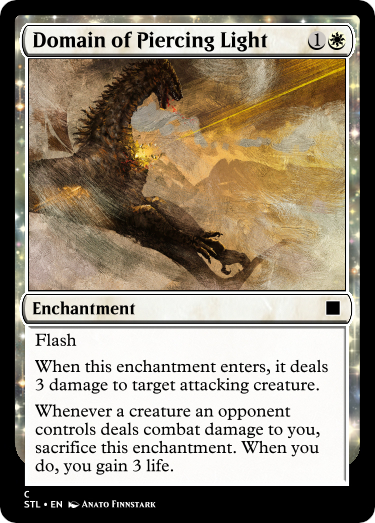 Domain of Piercing Light 1
Enchantment
Flash
When this enchantment enters, it deals
3 damage to target attacking creature.
Whenever a creature an opponent
controls deals combat damage to you,
sacrifice this enchantment. When you
do, you gain 3 life.
C
STL • EN Anato Finnstark